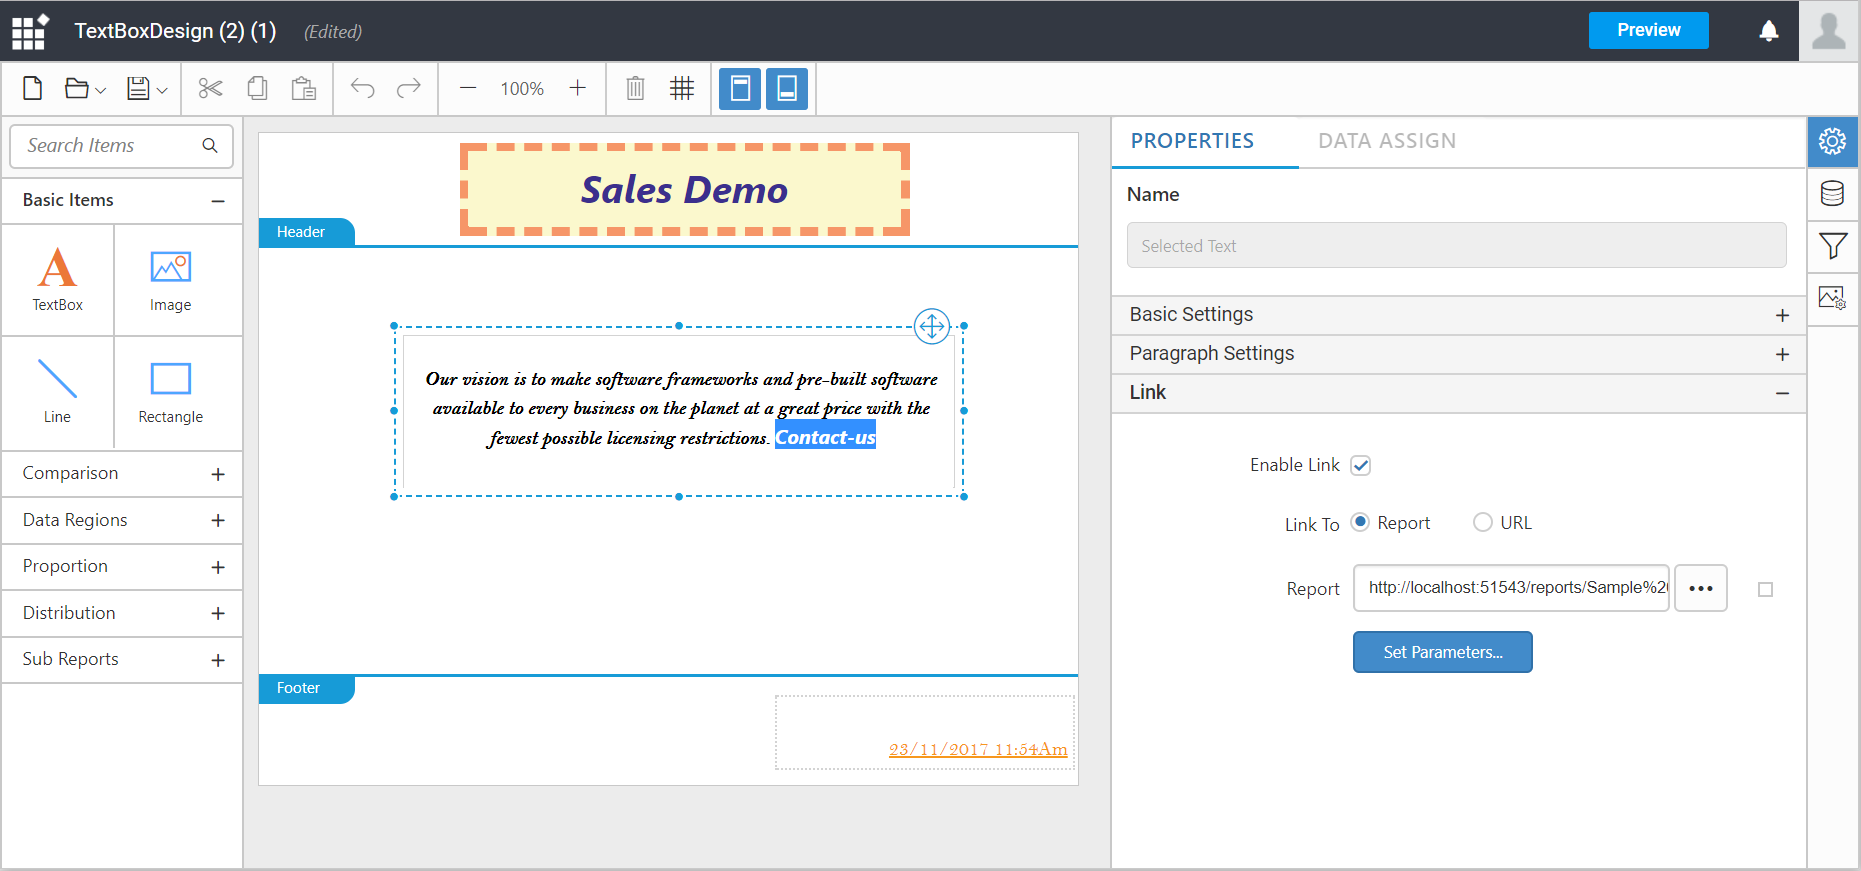 TextBoxDesign (2) (1) (Edited)
Preview
100%
Search Items
Basic Items
A
TextBox
Image
Line
Rectangle
Comparison
Data Regions
Proportion
Distribution
Sub Reports
Sales Demo
Header
Our vision is to make software frameworks and pre-built software
available to every business on the planet at a great price with the
fewest possible licensing restrictions. Contact-us
Footer
23/11/2017 11:54Am
PROPERTIES
DATA ASSIGN
Name
Selected Text
Basic Settings
Paragraph Settings
Link
Enable Link
Link To
Report
URL
Report
http://localhost:51543/reports/Sample%2
Set Parameters...